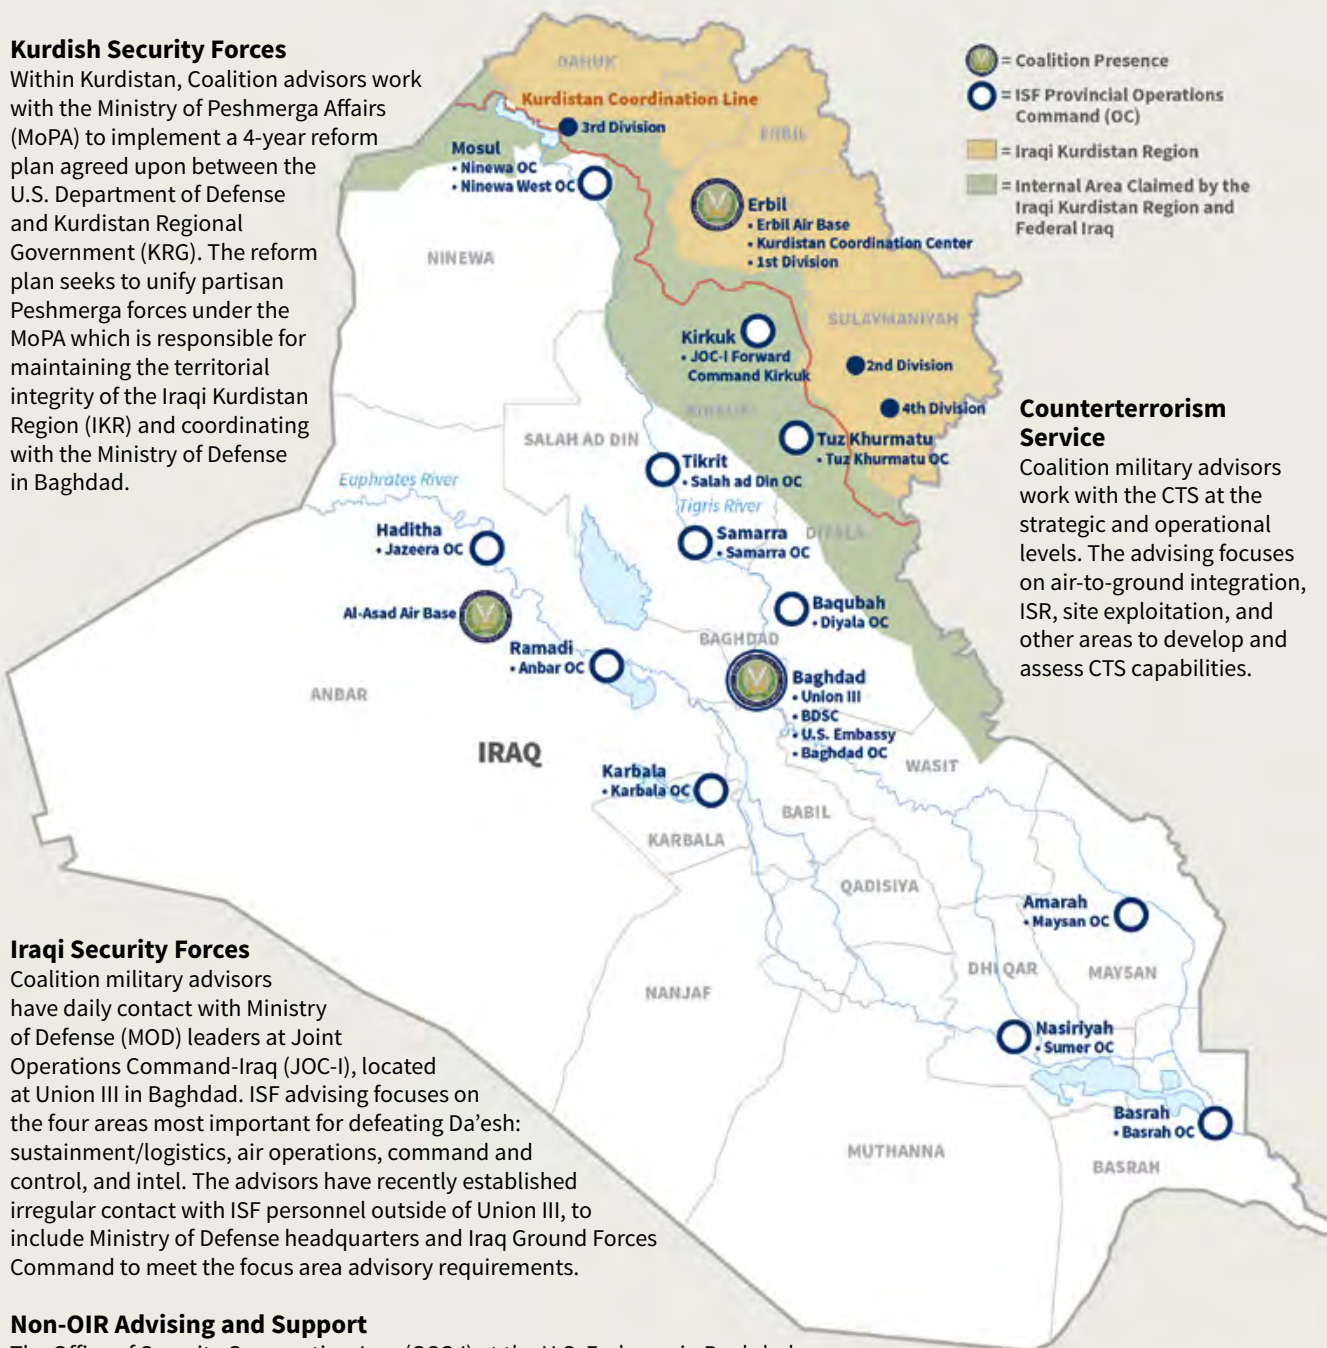 Kurdish Security Forces
Within Kurdistan, Coalition advisors work
with the Ministry of Peshmerga Affairs
(MoPA) to implement a 4-year reform
plan agreed upon between the
U.S. Department of Defense
and Kurdistan Regional
Government (KRG). The reform
plan seeks to unify partisan
Peshmerga forces under the
MoPA which is responsible for
maintaining the territorial
integrity of the Iraqi Kurdistan
Region (IKR) and coordinating
with the Ministry of Defense
in Baghdad.
= Coalition Presence
= ISF Provincial Operations
Command (OC)
= Iraqi Kurdistan Region
= Internal Area Claimed by the
Iraqi Kurdistan Region and
Federal Iraq
DAHUK
Kurdistan Coordination Line
3rd Division
ERBIL
Mosul
• Ninewa OC
• Ninewa West OC
Erbil
• Erbil Air Base
• Kurdistan Coordination Center
• 1st Division
NINEWA
SULAYMANIYAH
Kirkuk
• JOC-I Forward
Command Kirkuk
2nd Division
4th Division
KIRKUK
SALAH AD DIN
Tuz Khurmatu
• Tuz Khurmatu OC
Tikrit
• Salah ad Din OC
Euphrates River
Tigris River
Haditha
• Jazeera OC
Samarra
• Samarra OC
DIYALA
Al-Asad Air Base
Baqubah
• Diyala OC
BAGHDAD
Ramadi
• Anbar OC
Baghdad
• Union III
• BDSC
• U.S. Embassy
• Baghdad OC
ANBAR
IRAQ
WASIT
Karbala
• Karbala OC
BABIL
KARBALA
QADISIYA
Amarah
• Maysan OC
DHI QAR
MAYSAN
NANJAF
Nasiriyah
• Sumer OC
Basrah
• Basrah OC
MUTHANNA
BASRAH
Counterterrorism
Service
Coalition military advisors
work with the CTS at the
strategic and operational
levels. The advising focuses
on air-to-ground integration,
ISR, site exploitation, and
other areas to develop and
assess CTS capabilities.
Iraqi Security Forces
Coalition military advisors
have daily contact with Ministry
of Defense (MOD) leaders at Joint
Operations Command-Iraq (JOC-I), located
at Union III in Baghdad. ISF advising focuses on
the four areas most important for defeating Da’esh:
sustainment/logistics, air operations, command and
control, and intel. The advisors have recently established
irregular contact with ISF personnel outside of Union III, to
include Ministry of Defense headquarters and Iraq Ground Forces
Command to meet the focus area advisory requirements.
Non-OIR Advising and Support